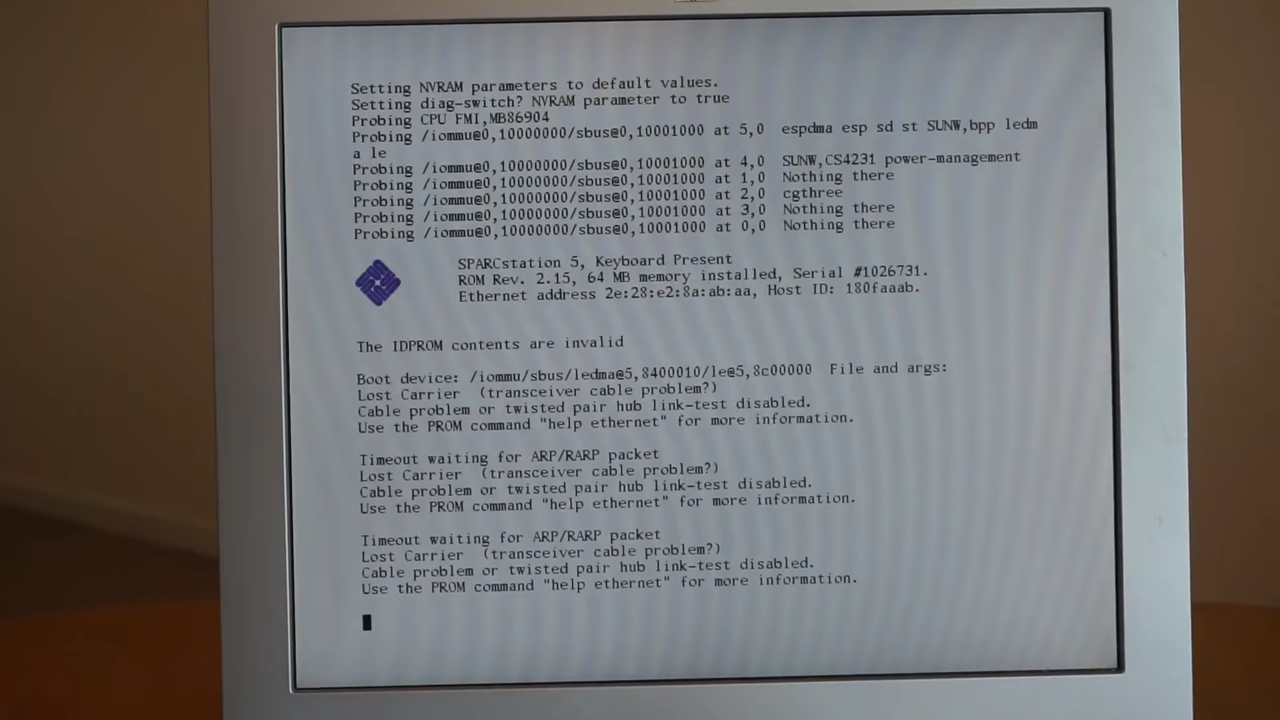 Setting NVRAM parameters to default values.
Setting diag-switch? NVRAM parameter to true
Probing CPU FMI,MB86904
Probing /iommu@0,10000000/sbus@0,10001000 at 5,0  espdma esp sd st SUNW,bpp ledm
a le
Probing /iommu@0,10000000/sbus@0,10001000 at 4,0  SUNW,CS4231 power-management
Probing /iommu@0,10000000/sbus@0,10001000 at 1,0  Nothing there
Probing /iommu@0,10000000/sbus@0,10001000 at 2,0  cgthree
Probing /iommu@0,10000000/sbus@0,10001000 at 3,0  Nothing there
Probing /iommu@0,10000000/sbus@0,10001000 at 0,0  Nothing there
SPARCstation 5, Keyboard Present
ROM Rev. 2.15, 64 MB memory installed, Serial #1026731.
Ethernet address 2e:28:e2:8a:ab:aa, Host ID: 180faaab.
The IDPROM contents are invalid
Boot device: /iommu/sbus/ledma@5,8400010/le@5,8c00000  File and args:
Lost Carrier  (transceiver cable problem?)
Cable problem or twisted pair hub link-test disabled.
Use the PROM command "help ethernet" for more information.
Timeout waiting for ARP/RARP packet
Lost Carrier  (transceiver cable problem?)
Cable problem or twisted pair hub link-test disabled.
Use the PROM command "help ethernet" for more information.
Timeout waiting for ARP/RARP packet
Lost Carrier  (transceiver cable problem?)
Cable problem or twisted pair hub link-test disabled.
Use the PROM command "help ethernet" for more information.